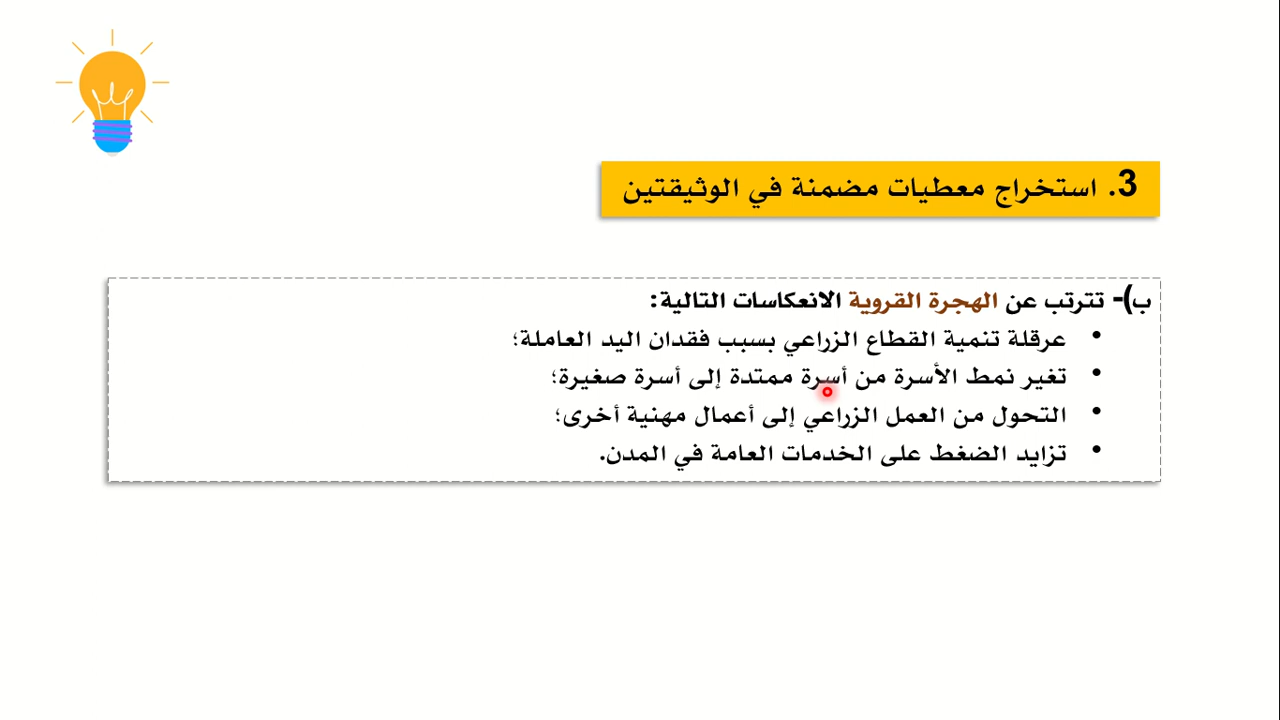 3. استخراج معطيات مضمنة في الوثيقتين
ب)- تترتب عن الهجرة القروية الانعكاسات التالية:
• عرقلة تنمية القطاع الزراعي بسبب فقدان اليد العاملة؛
• تغير نمط الأسرة من أسرة ممتدة إلى أسرة صغيرة؛
• التحول من العمل الزراعي إلى أعمال مهنية أخرى؛
• تزايد الضغط على الخدمات العامة في المدن.